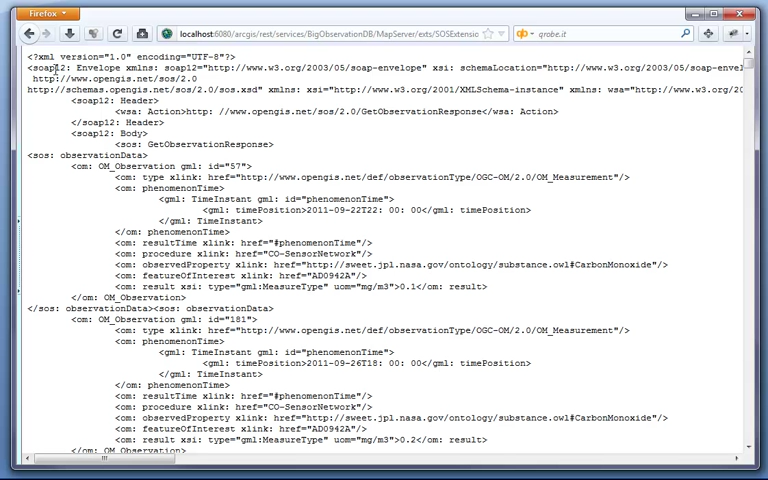 Firefox
localhost:6080/arcgis/rest/services/BigObservationDB/MapServer/exts/SOSExtensio
qrobe.it
<?xml version="1.0" encoding="UTF-8"?>
<soap12: Envelope xmlns: soap12="http://www.w3.org/2003/05/soap-envelope" xsi: schemaLocation="http://www.w3.org/2003/05/soap-envel
http://www.opengis.net/sos/2.0
http://schemas.opengis.net/sos/2.0/sos.xsd" xmlns: xsi="http://www.w3.org/2001/XMLSchema-instance" xmlns: wsa="http://www.w3.org/20
<soap12: Header>
<wsa: Action>http: //www.opengis.net/def/serviceOperation/sos/core/2.0/GetObservationResponse</wsa: Action>
</soap12: Header>
<soap12: Body>
<sos: GetObservationResponse>
<sos: observationData>
<om: OM_Observation gml: id="57">
<om: type xlink: href="http://www.opengis.net/def/observationType/OGC-OM/2.0/OM_Measurement"/>
<om: phenomenonTime>
<gml: TimeInstant gml: id="phenomenonTime">
<gml: timePosition>2011-09-22T22: 00: 00</gml: timePosition>
</gml: TimeInstant>
</om: phenomenonTime>
<om: resultTime xlink: href="#phenomenonTime"/>
<om: procedure xlink: href="CO-SensorNetwork"/>
<om: observedProperty xlink: href="http://sweet.jpl.nasa.gov/ontology/substance.owl#CarbonMonoxide"/>
<om: featureOfInterest xlink: href="AD0942A"/>
<om: result xsi: type="gml:MeasureType" uom="mg/m3">0.1</om: result>
</om: OM_Observation>
</sos: observationData><sos: observationData>
<om: OM_Observation gml: id="181">
<om: type xlink: href="http://www.opengis.net/def/observationType/OGC-OM/2.0/OM_Measurement"/>
<om: phenomenonTime>
<gml: TimeInstant gml: id="phenomenonTime">
<gml: timePosition>2011-09-26T18: 00: 00</gml: timePosition>
</gml: TimeInstant>
</om: phenomenonTime>
<om: resultTime xlink: href="#phenomenonTime"/>
<om: procedure xlink: href="CO-SensorNetwork"/>
<om: observedProperty xlink: href="http://sweet.jpl.nasa.gov/ontology/substance.owl#CarbonMonoxide"/>
<om: featureOfInterest xlink: href="AD0942A"/>
<om: result xsi: type="gml:MeasureType" uom="mg/m3">0.2</om: result>
</om: OM_Observation>